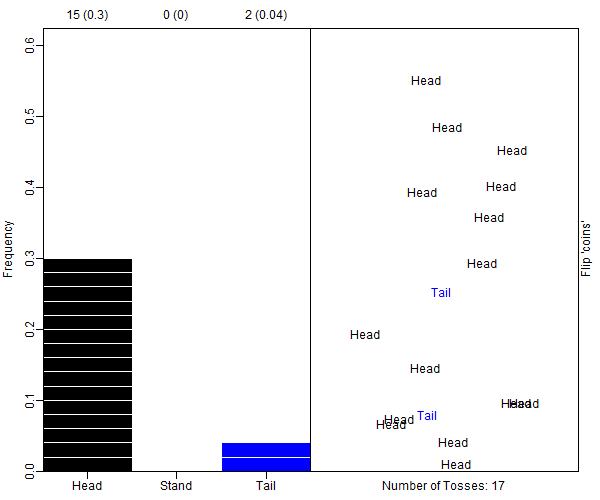 15 (0.3) 0 (0) 2 (0.04)
Frequency
0.6
0.5
0.4
0.3
0.2
0.1
0.0
Head Stand Tail
Head
Head
Head
Head
Head
Head
Head
Tail
Head
Head
Head Head
Head
Tail
Head
Head
Head
Number of Tosses: 17
Flip 'coins'